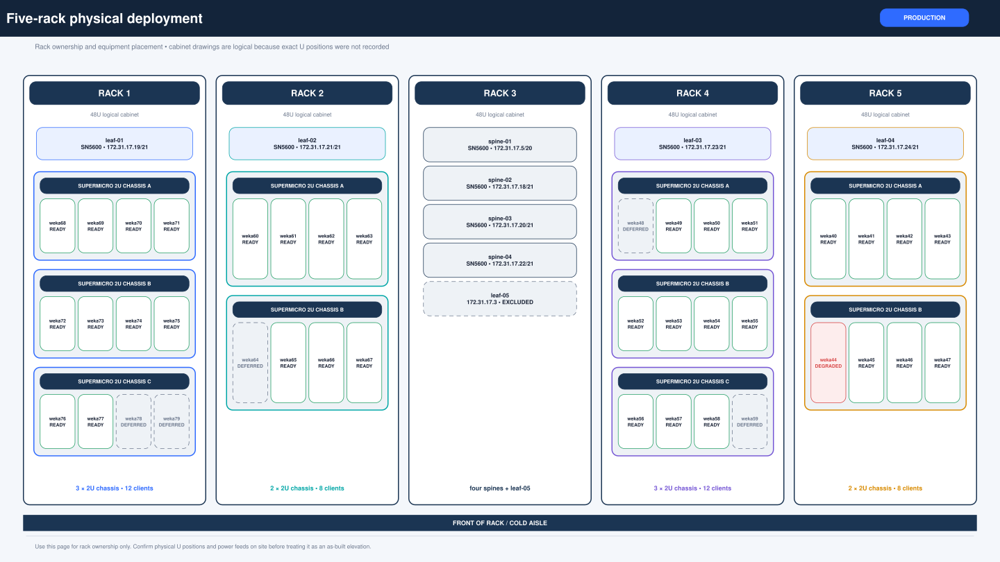 Five-rack physical deployment
PRODUCTION
Rack ownership and equipment placement • cabinet drawings are logical because exact U positions were not recorded
RACK 1
48U logical cabinet
leaf-01
SN5600 • 172.31.17.19/21
SUPERMICRO 2U CHASSIS A
weka68
READY
weka69
READY
weka70
READY
weka71
READY
SUPERMICRO 2U CHASSIS B
weka72
READY
weka73
READY
weka74
READY
weka75
READY
SUPERMICRO 2U CHASSIS C
weka76
READY
weka77
READY
weka78
DEFERRED
weka79
DEFERRED
3 × 2U chassis • 12 clients
RACK 2
48U logical cabinet
leaf-02
SN5600 • 172.31.17.21/21
SUPERMICRO 2U CHASSIS A
weka60
READY
weka61
READY
weka62
READY
weka63
READY
SUPERMICRO 2U CHASSIS B
weka64
DEFERRED
weka65
READY
weka66
READY
weka67
READY
2 × 2U chassis • 8 clients
RACK 3
48U logical cabinet
spine-01
SN5600 • 172.31.17.5/20
spine-02
SN5600 • 172.31.17.18/21
spine-03
SN5600 • 172.31.17.20/21
spine-04
SN5600 • 172.31.17.22/21
leaf-05
172.31.17.3 • EXCLUDED
four spines + leaf-05
RACK 4
48U logical cabinet
leaf-03
SN5600 • 172.31.17.23/21
SUPERMICRO 2U CHASSIS A
weka48
DEFERRED
weka49
READY
weka50
READY
weka51
READY
SUPERMICRO 2U CHASSIS B
weka52
READY
weka53
READY
weka54
READY
weka55
READY
SUPERMICRO 2U CHASSIS C
weka56
READY
weka57
READY
weka58
READY
weka59
DEFERRED
3 × 2U chassis • 12 clients
RACK 5
48U logical cabinet
leaf-04
SN5600 • 172.31.17.24/21
SUPERMICRO 2U CHASSIS A
weka40
READY
weka41
READY
weka42
READY
weka43
READY
SUPERMICRO 2U CHASSIS B
weka44
DEGRADED
weka45
READY
weka46
READY
weka47
READY
2 × 2U chassis • 8 clients
FRONT OF RACK / COLD AISLE
Use this page for rack ownership only. Confirm physical U positions and power feeds on site before treating it as an as-built elevation.